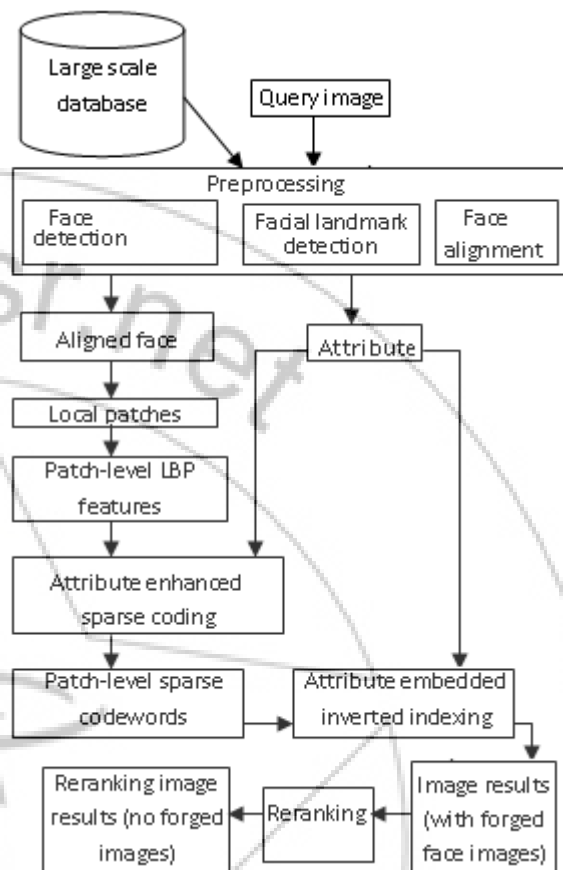 Large scale
database
Query image
Preprocessing
Face
detection
Facial landmark
detection
Face
alignment
Aligned face
Attribute
Local patches
Patch-level LBP
features
Attribute enhanced
sparse coding
Patch-level sparse
codewords
Attribute embedded
inverted indexing
Reranking image
results (no forged
images)
Reranking
Image results
(with forged
face images)
sr.net